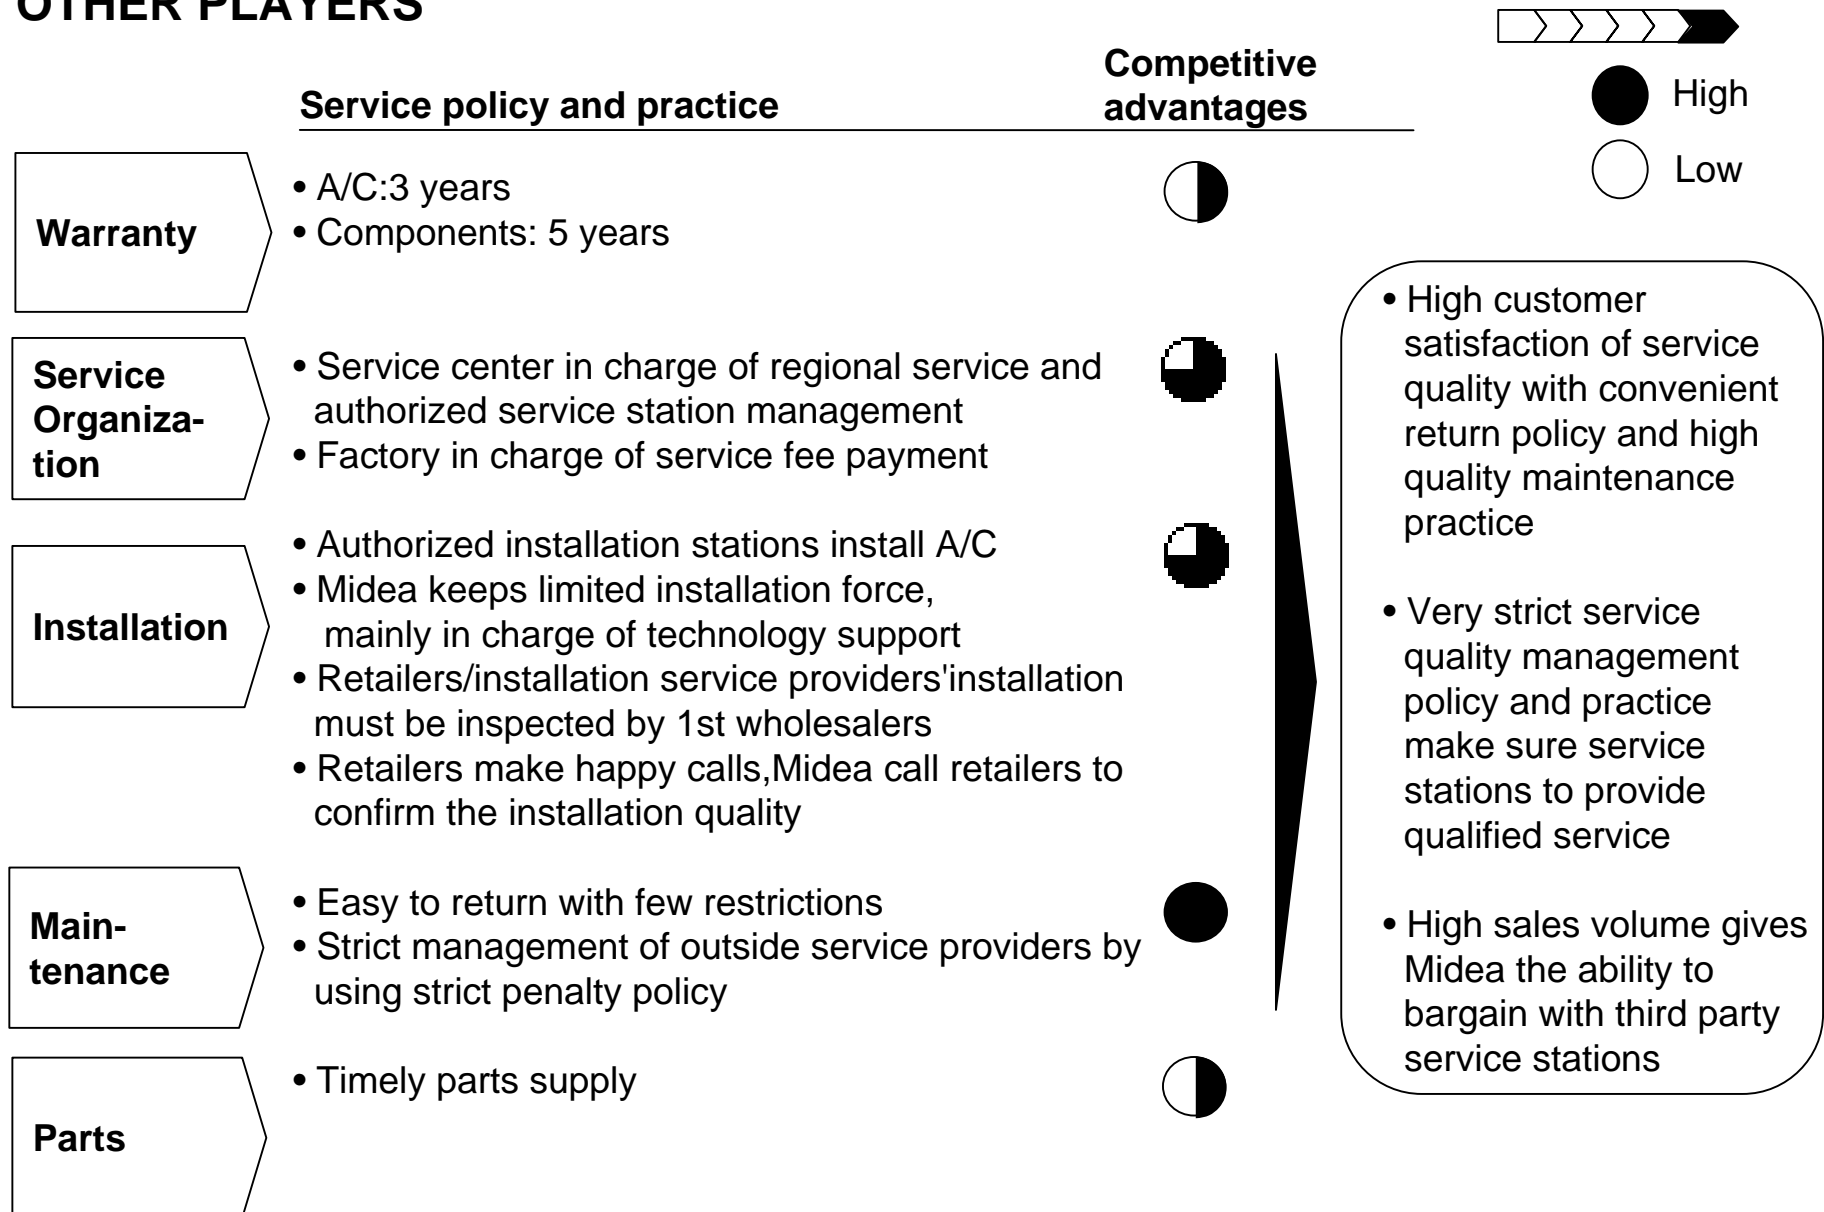 OTHER PLAYERS
Competitive
advantages
Service policy and practice
High
Low
Warranty
• A/C:3 years
• Components: 5 years
Service
Organiza-
tion
• Service center in charge of regional service and
authorized service station management
• Factory in charge of service fee payment
Installation
• Authorized installation stations install A/C
• Midea keeps limited installation force,
mainly in charge of technology support
• Retailers/installation service providers'installation
must be inspected by 1st wholesalers
• Retailers make happy calls,Midea call retailers to
confirm the installation quality
Main-
tenance
• Easy to return with few restrictions
• Strict management of outside service providers by
using strict penalty policy
Parts
• Timely parts supply
• High customer
satisfaction of service
quality with convenient
return policy and high
quality maintenance
practice
• Very strict service
quality management
policy and practice
make sure service
stations to provide
qualified service
• High sales volume gives
Midea the ability to
bargain with third party
service stations